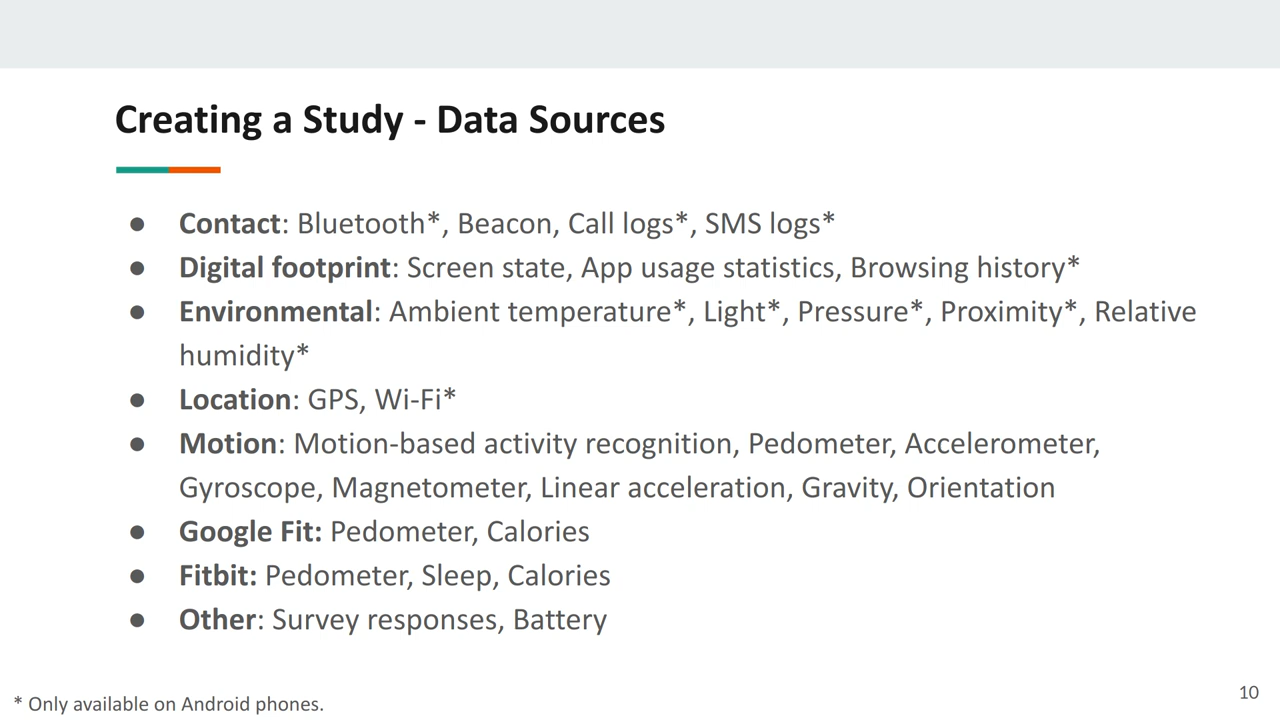 Creating a Study - Data Sources
● Contact: Bluetooth*, Beacon, Call logs*, SMS logs*
● Digital footprint: Screen state, App usage statistics, Browsing history*
● Environmental: Ambient temperature*, Light*, Pressure*, Proximity*, Relative
humidity*
● Location: GPS, Wi-Fi*
● Motion: Motion-based activity recognition, Pedometer, Accelerometer,
Gyroscope, Magnetometer, Linear acceleration, Gravity, Orientation
● Google Fit: Pedometer, Calories
● Fitbit: Pedometer, Sleep, Calories
● Other: Survey responses, Battery
* Only available on Android phones.
10